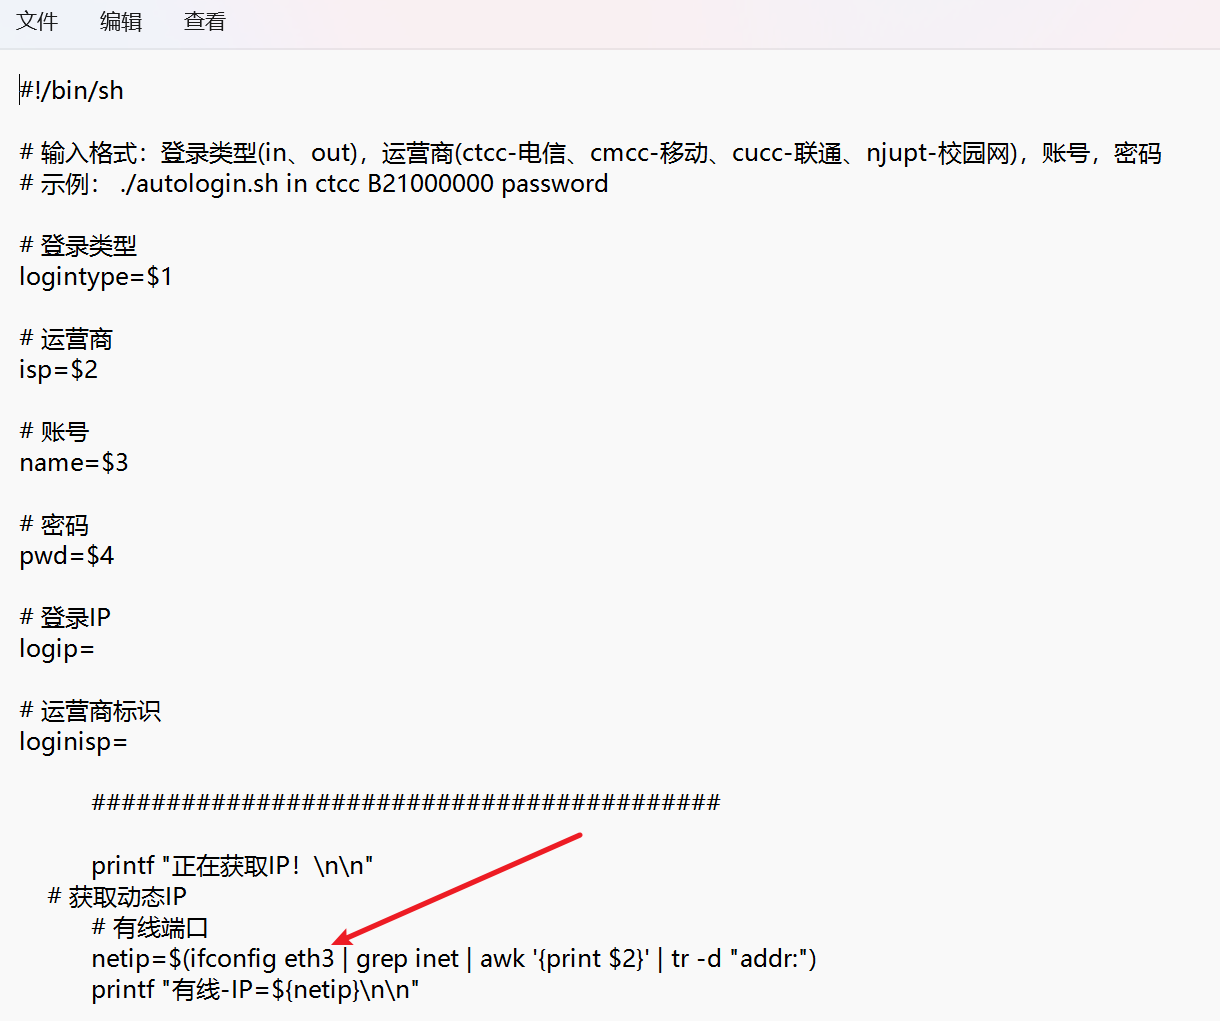 文件 编辑 查看
#!/bin/sh
# 输入格式：登录类型(in、out)，运营商(ctcc-电信、cmcc-移动、cucc-联通、njupt-校园网)，账号，密码
# 示例： ./autologin.sh in ctcc B21000000 password
# 登录类型
logintype=$1
# 运营商
isp=$2
# 账号
name=$3
# 密码
pwd=$4
# 登录IP
logip=
# 运营商标识
loginisp=
##########################################
printf "正在获取IP！\n\n"
# 获取动态IP
# 有线端口
netip=$(ifconfig eth3 | grep inet | awk '{print $2}' | tr -d "addr:")
printf "有线-IP=${netip}\n\n"